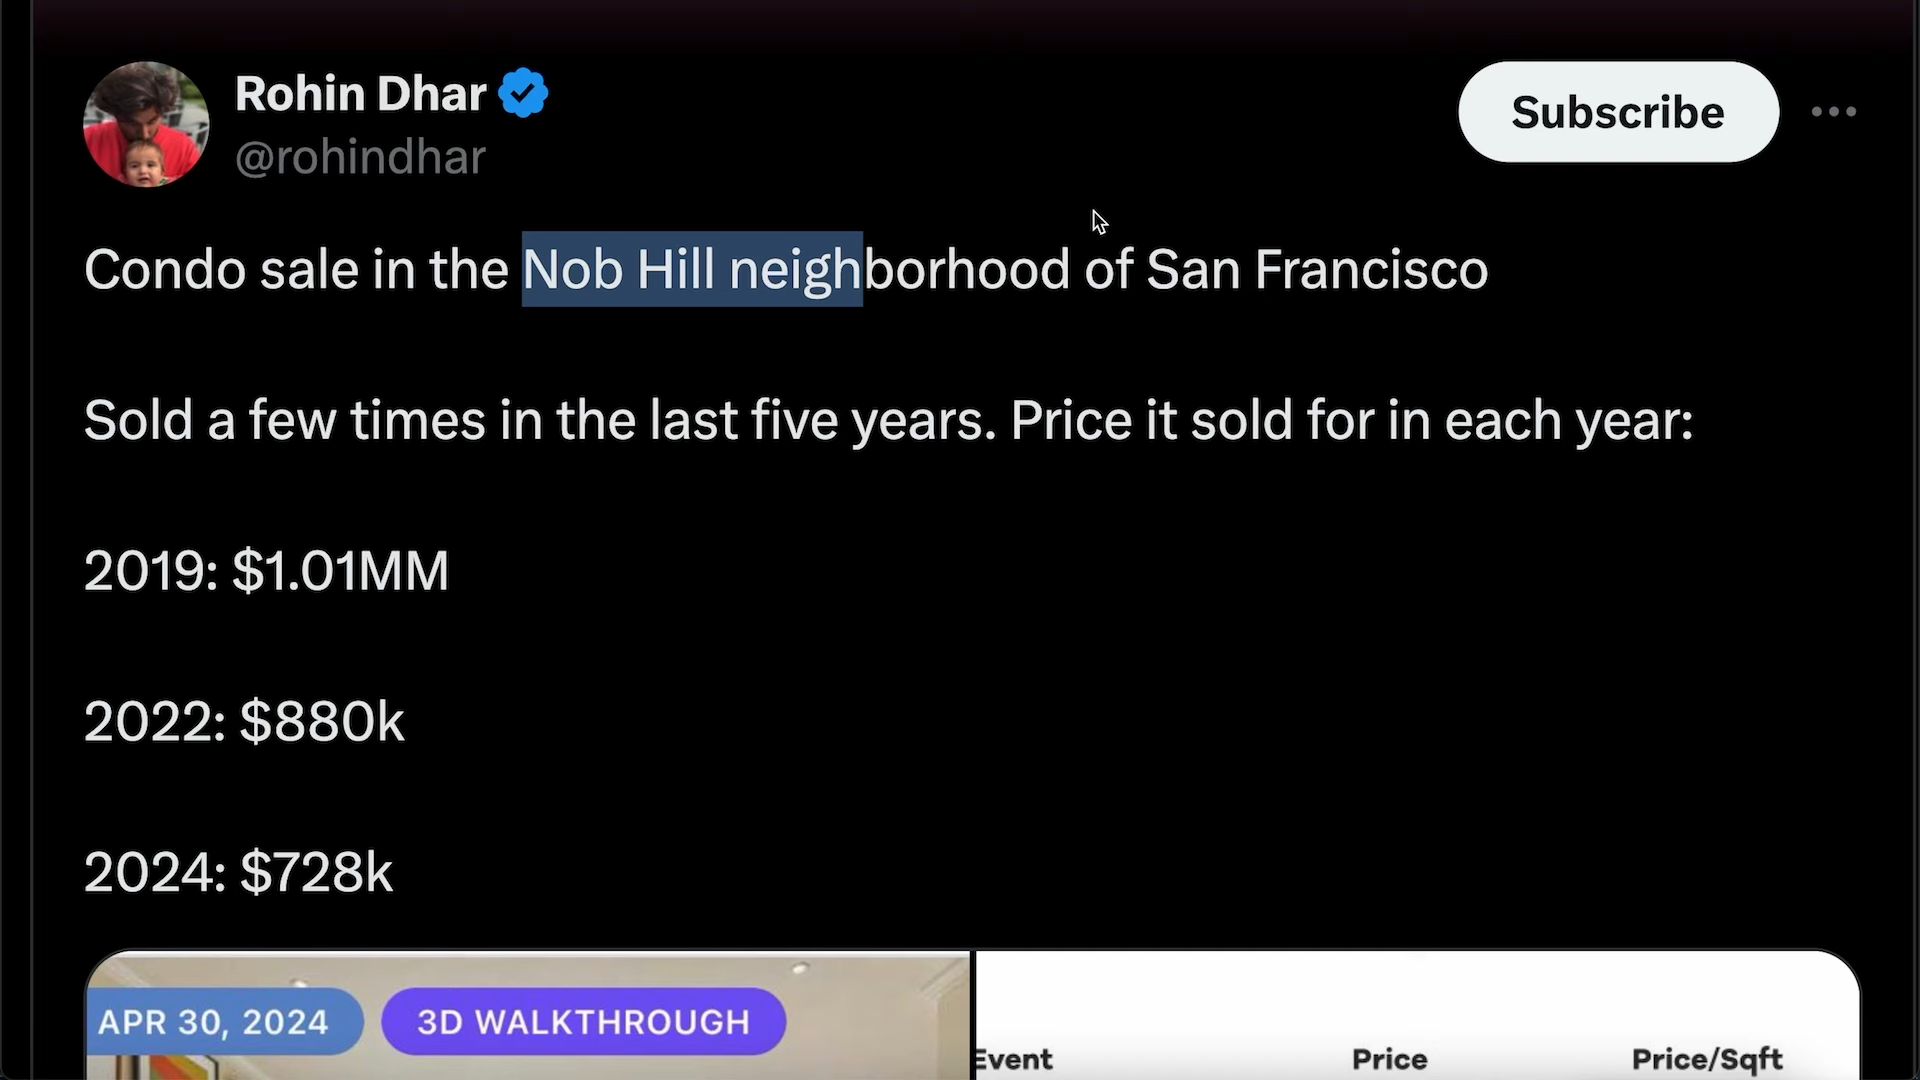 Rohin Dhar
@rohindhar
Subscribe
Condo sale in the Nob Hill neighborhood of San Francisco
Sold a few times in the last five years. Price it sold for in each year:
2019: $1.01MM
2022: $880k
2024: $728k
APR 30, 2024
3D WALKTHROUGH
Event Price Price/Sqft